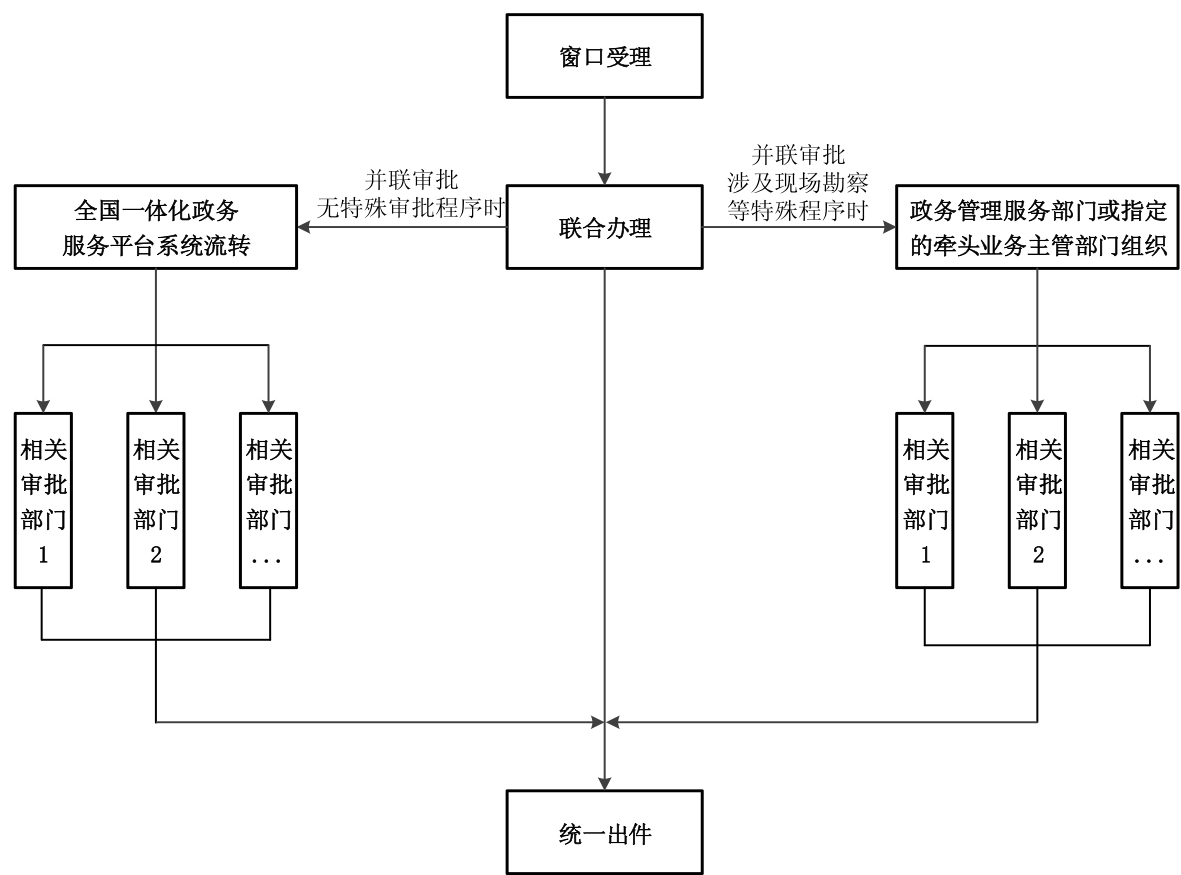 窗口受理
并联审批
无特殊审批程序时
并联审批
涉及现场勘察
等特殊程序时
全国一体化政务
服务平台系统流转
联合办理
政务管理服务部门或指定
的牵头业务主管部门组织
相关
审批
部门
1
相关
审批
部门
2
相关
审批
部门
...
相关
审批
部门
1
相关
审批
部门
2
相关
审批
部门
...
统一出件